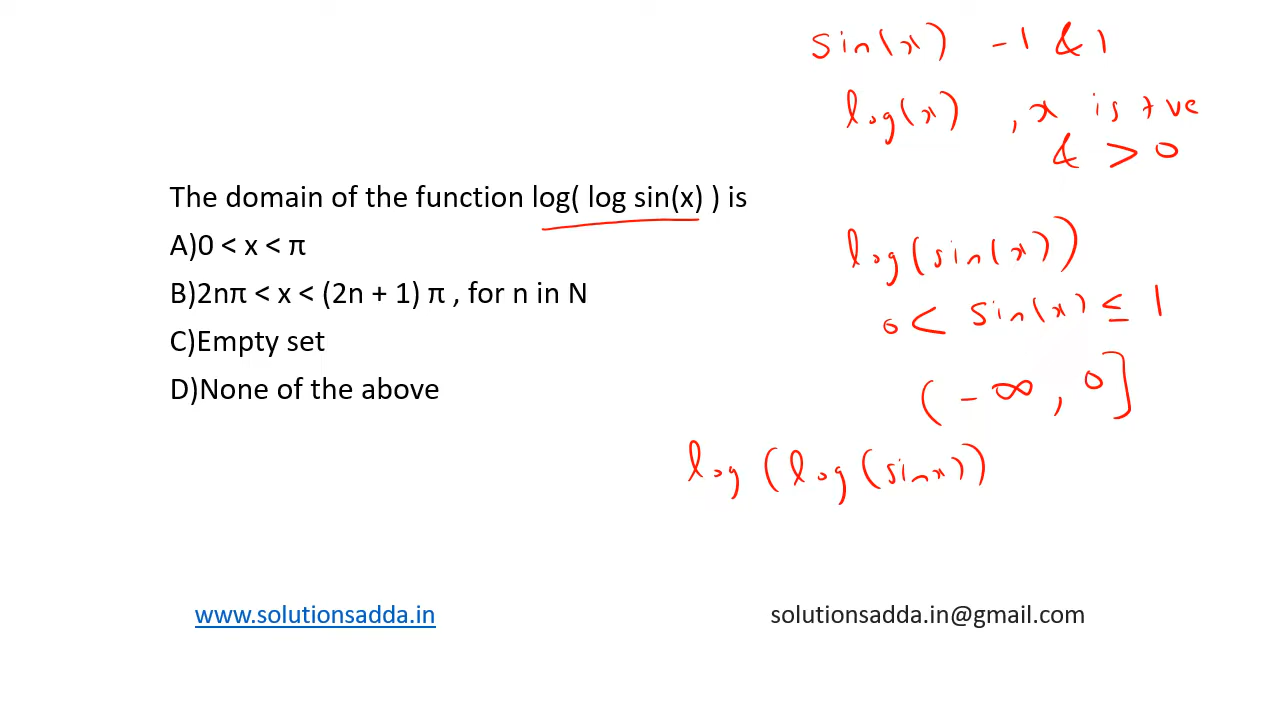 sin(x) -1 & 1
log(x) , x is +ve
& > 0
The domain of the function log( log sin(x) ) is
A)0 < x < π
B)2nπ < x < (2n + 1) π , for n in N
C)Empty set
D)None of the above
log(sin(x))
0 < sin(x) ≤ 1
(-∞, 0]
log(log(sinx))
www.solutionsadda.in
solutionsadda.in@gmail.com